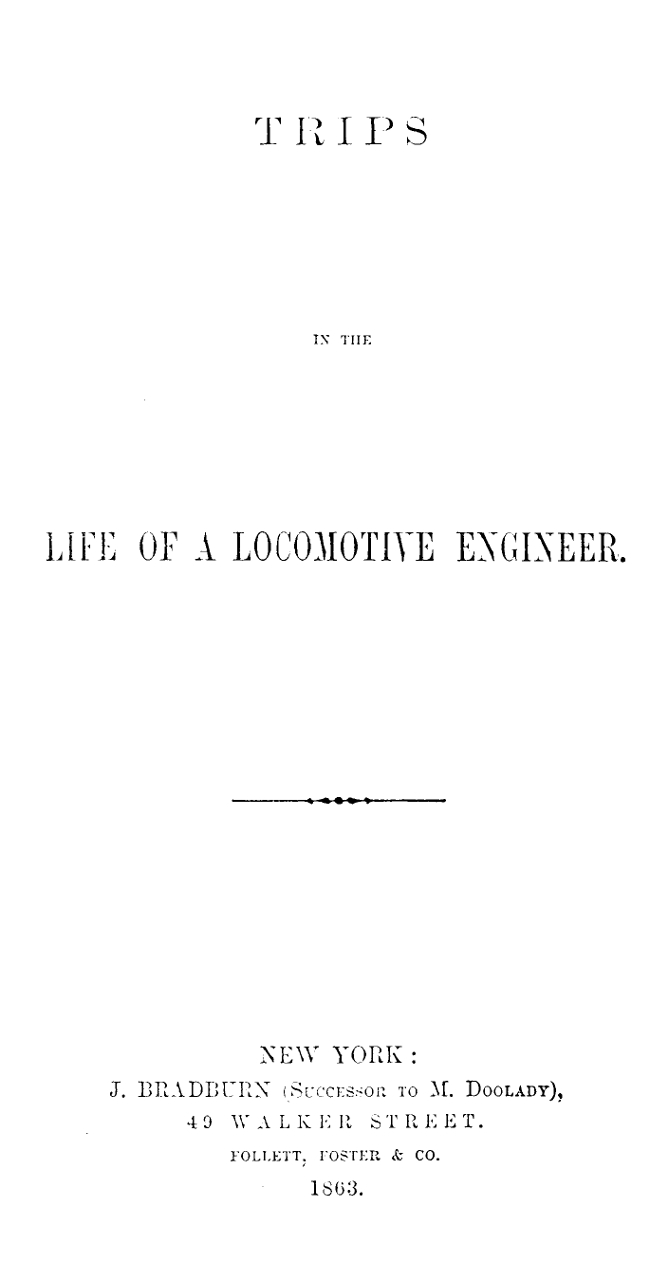 TRIPS
IN THE
LIFE OF A LOCOMOTIVE ENGINEER.
NEW YORK:
J. BRADBURN (Successor to M. Doolady),
49 WALKER STREET.
FOLLETT, FOSTER & CO.
1863.